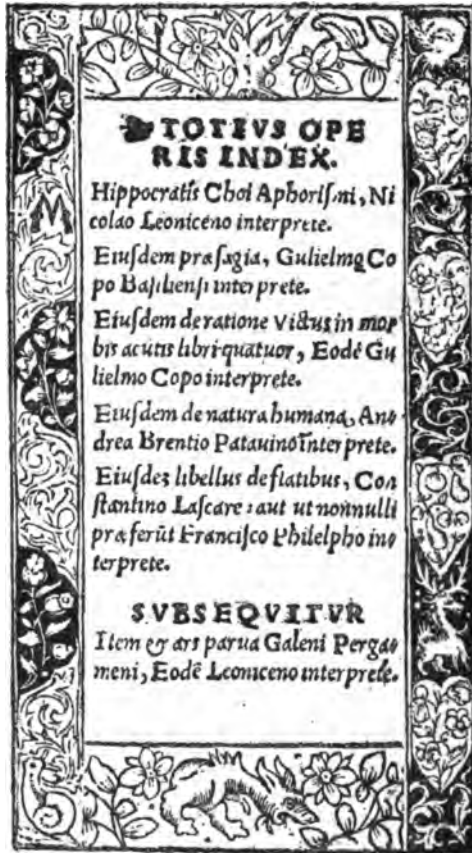 TOTIVS OPE
RIS INDEX.
Hippocratis Choi Aphoriſmi, Ni
colao Leoniceno interprete.
Eiuſdem præſagia, Gulielmo Co
po Baſilienſi interprete.
Eiuſdem de ratione Victus in mor
bis acutis libri quatuor, Eodē Gu
lielmo Copo interprete.
Eiuſdem de natura humana, An-
drea Brentio Patauino interprete.
Eiuſdeʒ libellus de flatibus, Con
ſtantino Laſcare: aut ut nonnulli
præferūt Franciſco Philelpho in-
terprete.
SVBSEQVITVR
Item & ars parua Galeni Perga-
meni, Eodē Leoniceno interprete.